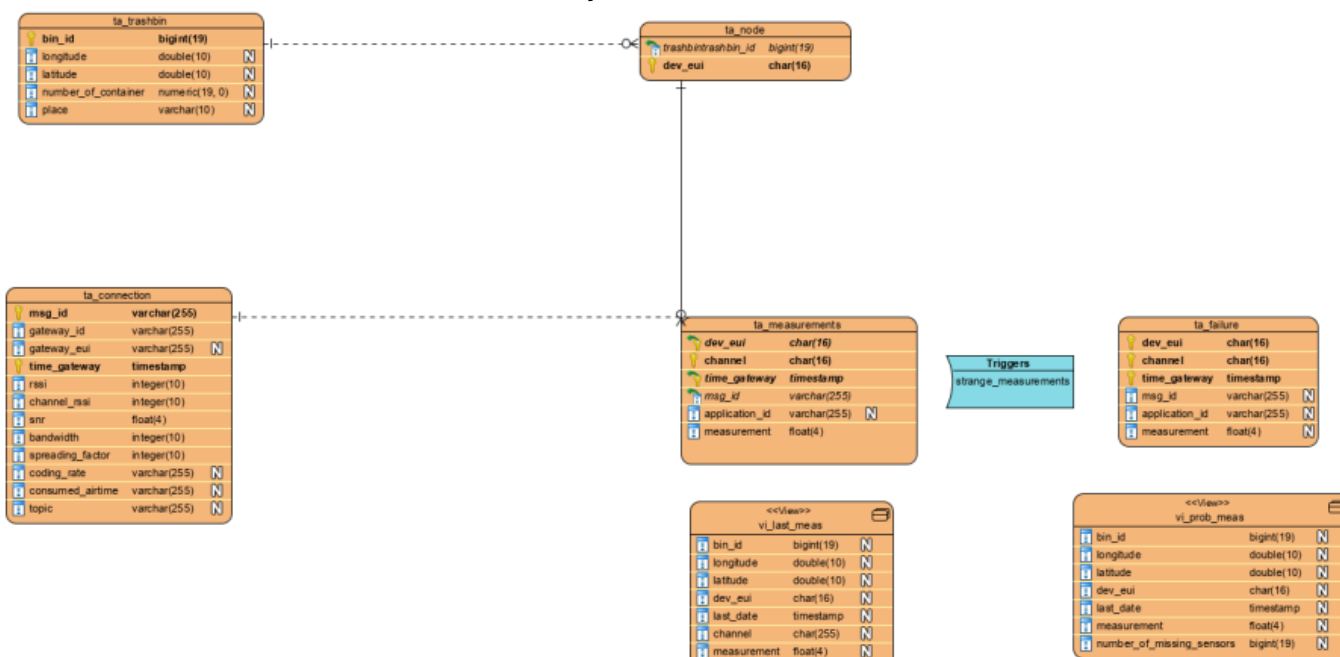 ta_trashbin
bin_id bigint(19)
longitude double(10) N
latitude double(10) N
number_of_container numeric(19, 0) N
place varchar(10) N
ta_node
trashbintrashbin_id bigint(19)
dev_eui char(16)
ta_connection
msg_id varchar(255)
gateway_id varchar(255)
gateway_eui varchar(255) N
time_gateway timestamp
rssi integer(10)
channel_rssi integer(10)
snr float(4)
bandwidth integer(10)
spreading_factor integer(10)
coding_rate varchar(255) N
consumed_airtime varchar(255) N
topic varchar(255) N
ta_measurements
dev_eui char(16)
channel char(16)
time_gateway timestamp
msg_id varchar(255)
application_id varchar(255) N
measurement float(4)
Triggers
strange_measurements
ta_failure
dev_eui char(16)
channel char(16)
time_gateway timestamp
msg_id varchar(255) N
application_id varchar(255) N
measurement float(4) N
<<View>>
vi_last_meas
bin_id bigint(19) N
longitude double(10) N
latitude double(10) N
dev_eui char(16) N
last_date timestamp N
channel char(255) N
measurement float(4) N
<<View>>
vi_prob_meas
bin_id bigint(19) N
longitude double(10) N
latitude double(10) N
dev_eui char(16) N
last_date timestamp N
measurement float(4) N
number_of_missing_sensors bigint(19) N